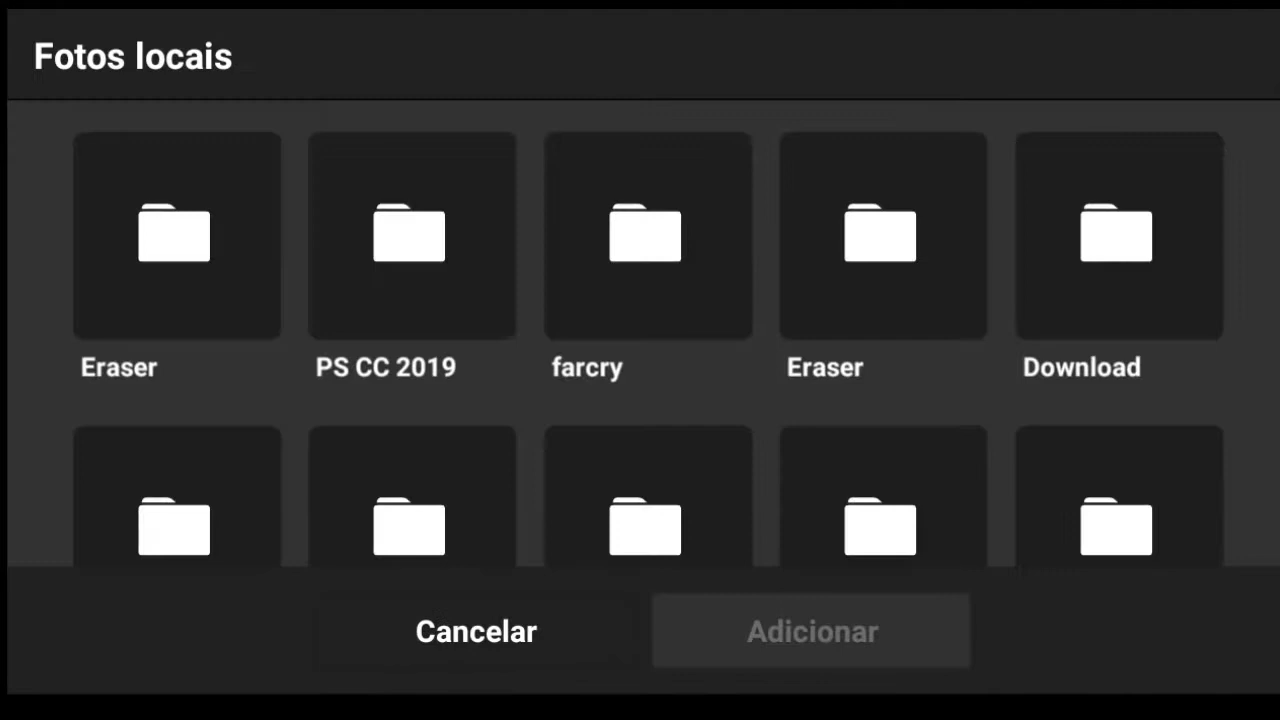 Fotos locais
Eraser
PS CC 2019
farcry
Eraser
Download
Cancelar
Adicionar